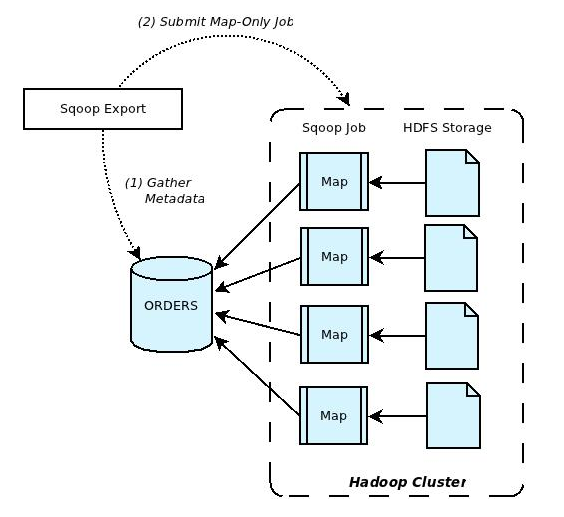 (2) Submit Map-Only Job
Sqoop Export
Sqoop Job
HDFS Storage
(1) Gather
Metadata
Map
Map
ORDERS
Map
Map
Hadoop Cluster